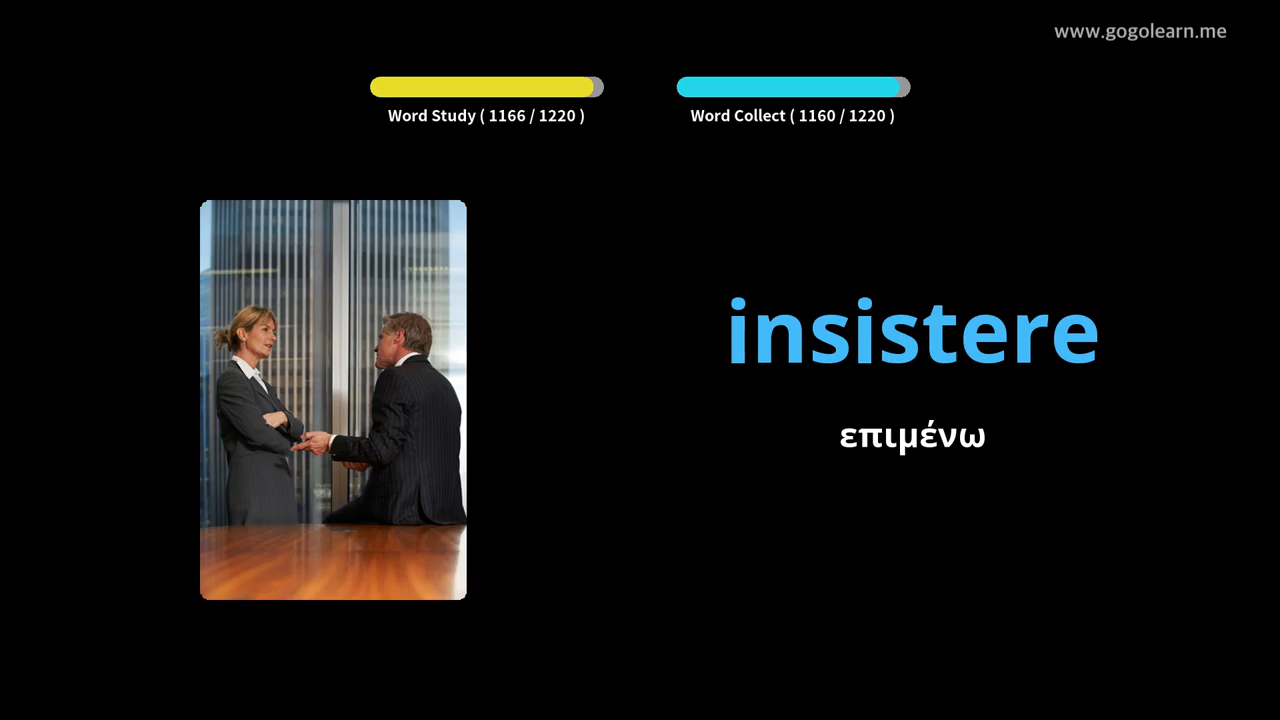 www.gogolearn.me
Word Study ( 1166 / 1220 )
Word Collect ( 1160 / 1220 )
insistere
επιμένω